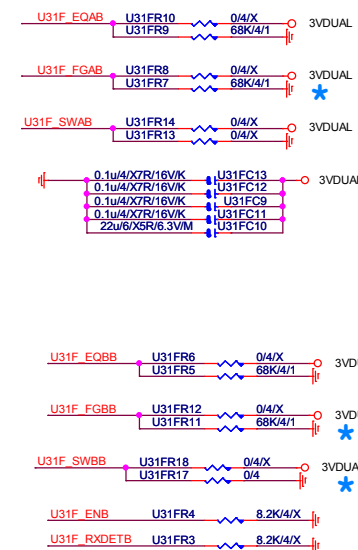 U31F_EQAB U31FR10 0/4/X 3VDUAL
U31FR9 68K/4/1
U31F_FGAB U31FR8 0/4/X 3VDUAL
U31FR7 68K/4/1
U31F_SWAB U31FR14 0/4/X 3VDUAL
U31FR13 0/4/X
0.1u/4/X7R/16V/K U31FC13 3VDUAL
0.1u/4/X7R/16V/K U31FC12
0.1u/4/X7R/16V/K U31FC9
0.1u/4/X7R/16V/K U31FC11
22u/6/X5R/6.3V/M U31FC10
U31F_EQBB U31FR6 0/4/X 3VDU
U31FR5 68K/4/1
U31F_FGBB U31FR12 0/4/X 3VDU
U31FR11 68K/4/1
U31F_SWBB U31FR18 0/4/X 3VDUA
U31FR17 0/4
U31F_ENB U31FR4 8.2K/4/X
U31F_RXDETB U31FR3 8.2K/4/X